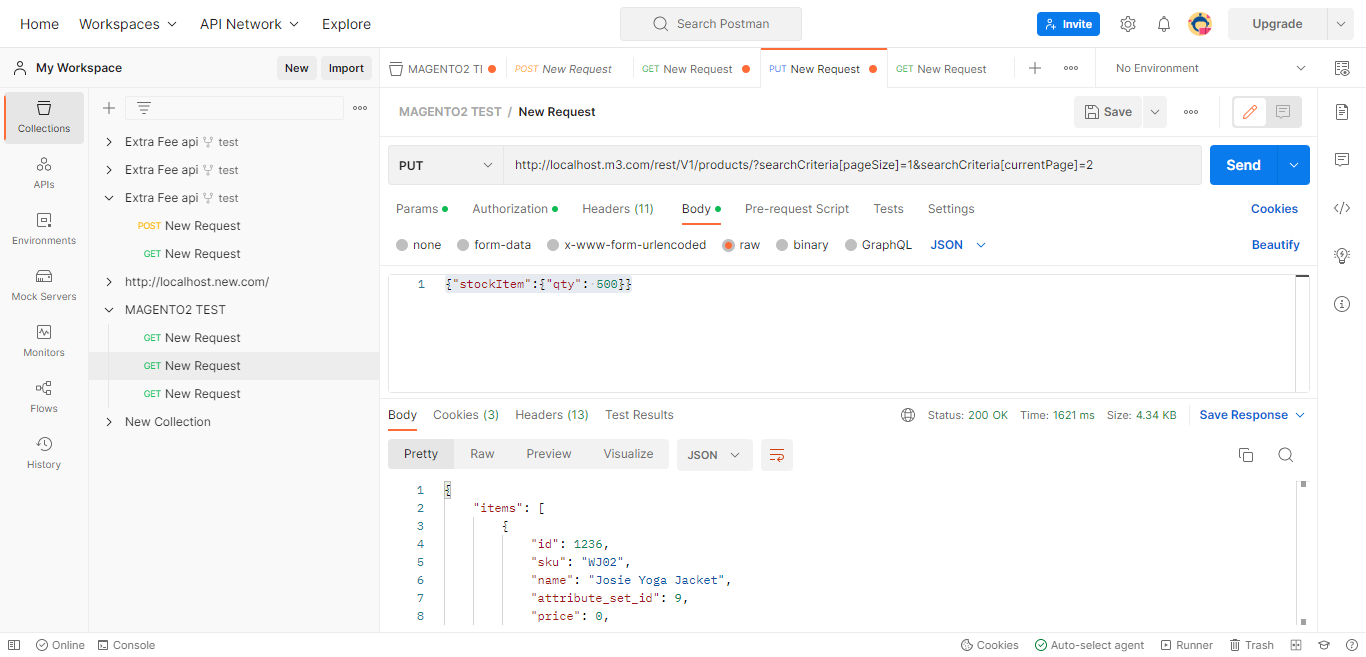 Home Workspaces API Network Explore Search Postman Invite Upgrade
My Workspace New Import
MAGENTO2 TI POST New Request GET New Request PUT New Request GET New Request No Environment
Collections
APIs
Environments
Mock Servers
Monitors
Flows
History
Extra Fee api test
Extra Fee api test
Extra Fee api test
POST New Request
GET New Request
http://localhost.new.com/
MAGENTO2 TEST
GET New Request
GET New Request
GET New Request
New Collection
MAGENTO2 TEST / New Request Save
PUT http://localhost.m3.com/rest/V1/products/?searchCriteria[pageSize]=1&searchCriteria[currentPage]=2 Send
Params Authorization Headers (11) Body Pre-request Script Tests Settings Cookies
none form-data x-www-form-urlencoded raw binary GraphQL JSON Beautify
1 {"stockItem":{"qty": 500}}
Body Cookies (3) Headers (13) Test Results Status: 200 OK Time: 1621 ms Size: 4.34 KB Save Response
Pretty Raw Preview Visualize JSON
1 {
2 "items": [
3 {
4 "id": 1236,
5 "sku": "WJ02",
6 "name": "Josie Yoga Jacket",
7 "attribute_set_id": 9,
8 "price": 0,
Online Console Cookies Auto-select agent Runner Trash